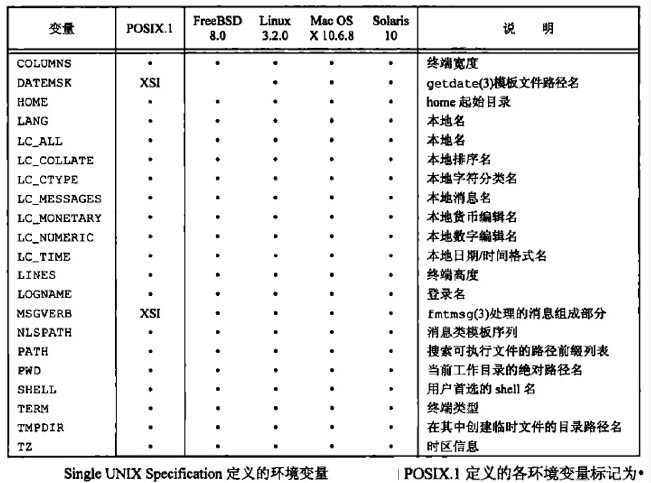 变量 POSIX.1 FreeBSD 8.0 Linux 3.2.0 Mac OS X 10.6.8 Solaris 10 说 明
COLUMNS • • • • • 终端宽度
DATEMSK XSI • • • getdate(3)模板文件路径名
HOME • • • • • home 起始目录
LANG • • • • • 本地名
LC_ALL • • • • • 本地名
LC_COLLATE • • • • • 本地排序名
LC_CTYPE • • • • • 本地字符分类名
LC_MESSAGES • • • • • 本地消息名
LC_MONETARY • • • • • 本地货币编辑名
LC_NUMERIC • • • • • 本地数字编辑名
LC_TIME • • • • • 本地日期/时间格式名
LINES • • • • • 终端高度
LOGNAME • • • • • 登录名
MSGVERB XSI • • • • fmtmsg(3)处理的消息组成部分
NLSPATH • • • • • 消息类模板序列
PATH • • • • • 搜索可执行文件的路径前缀列表
PWD • • • • • 当前工作目录的绝对路径名
SHELL • • • • • 用户首选的 shell 名
TERM • • • • • 终端类型
TMPDIR • • • • • 在其中创建临时文件的目录路径名
TZ • • • • • 时区信息
Single UNIX Specification 定义的环境变量 POSIX.1 定义的各环境变量标记为•